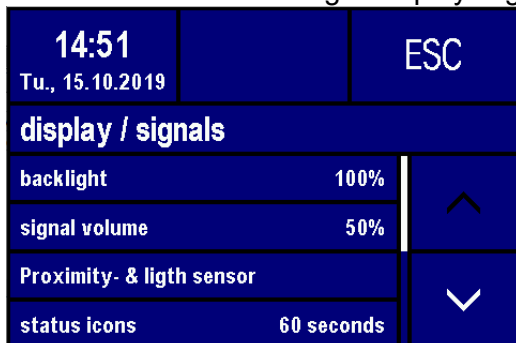 14:51
ESC
Tu., 15.10.2019
display / signals
backlight 100%
signal volume 50%
Proximity- & ligth sensor
status icons 60 seconds